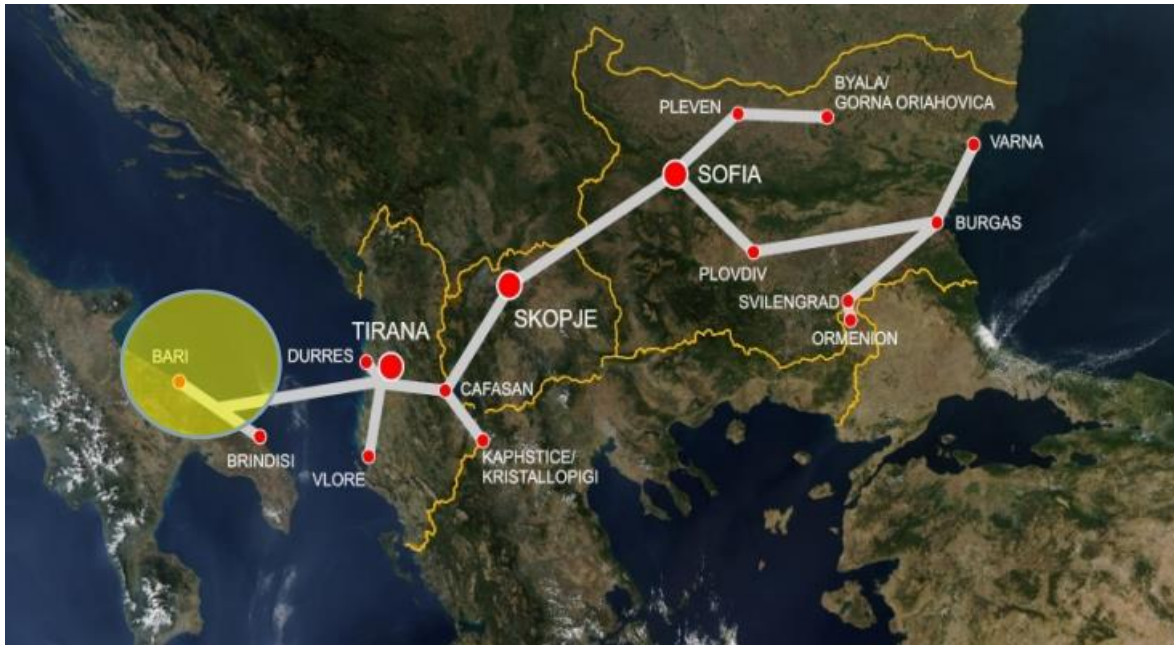 BYALA/
GORNA ORIAHOVICA
PLEVEN
VARNA
SOFIA
BURGAS
PLOVDIV
SVILENGRAD
ORMENION
SKOPJE
TIRANA
DURRES
BARI
CAFASAN
BRINDISI
VLORE
KAPHSTICE/
KRISTALLOPIGI